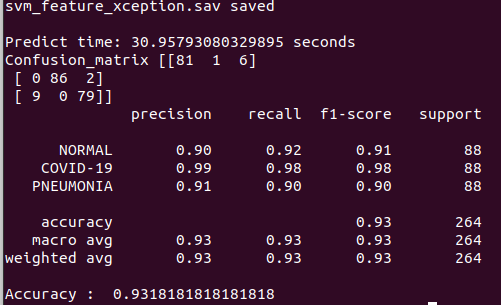 svm_feature_xception.sav saved
Predict time: 30.95793080329895 seconds
Confusion_matrix [[81 1 6]
[ 0 86 2]
[ 9 0 79]]
precision recall f1-score support
NORMAL 0.90 0.92 0.91 88
COVID-19 0.99 0.98 0.98 88
PNEUMONIA 0.91 0.90 0.90 88
accuracy 0.93 264
macro avg 0.93 0.93 0.93 264
weighted avg 0.93 0.93 0.93 264
Accuracy : 0.9318181818181818